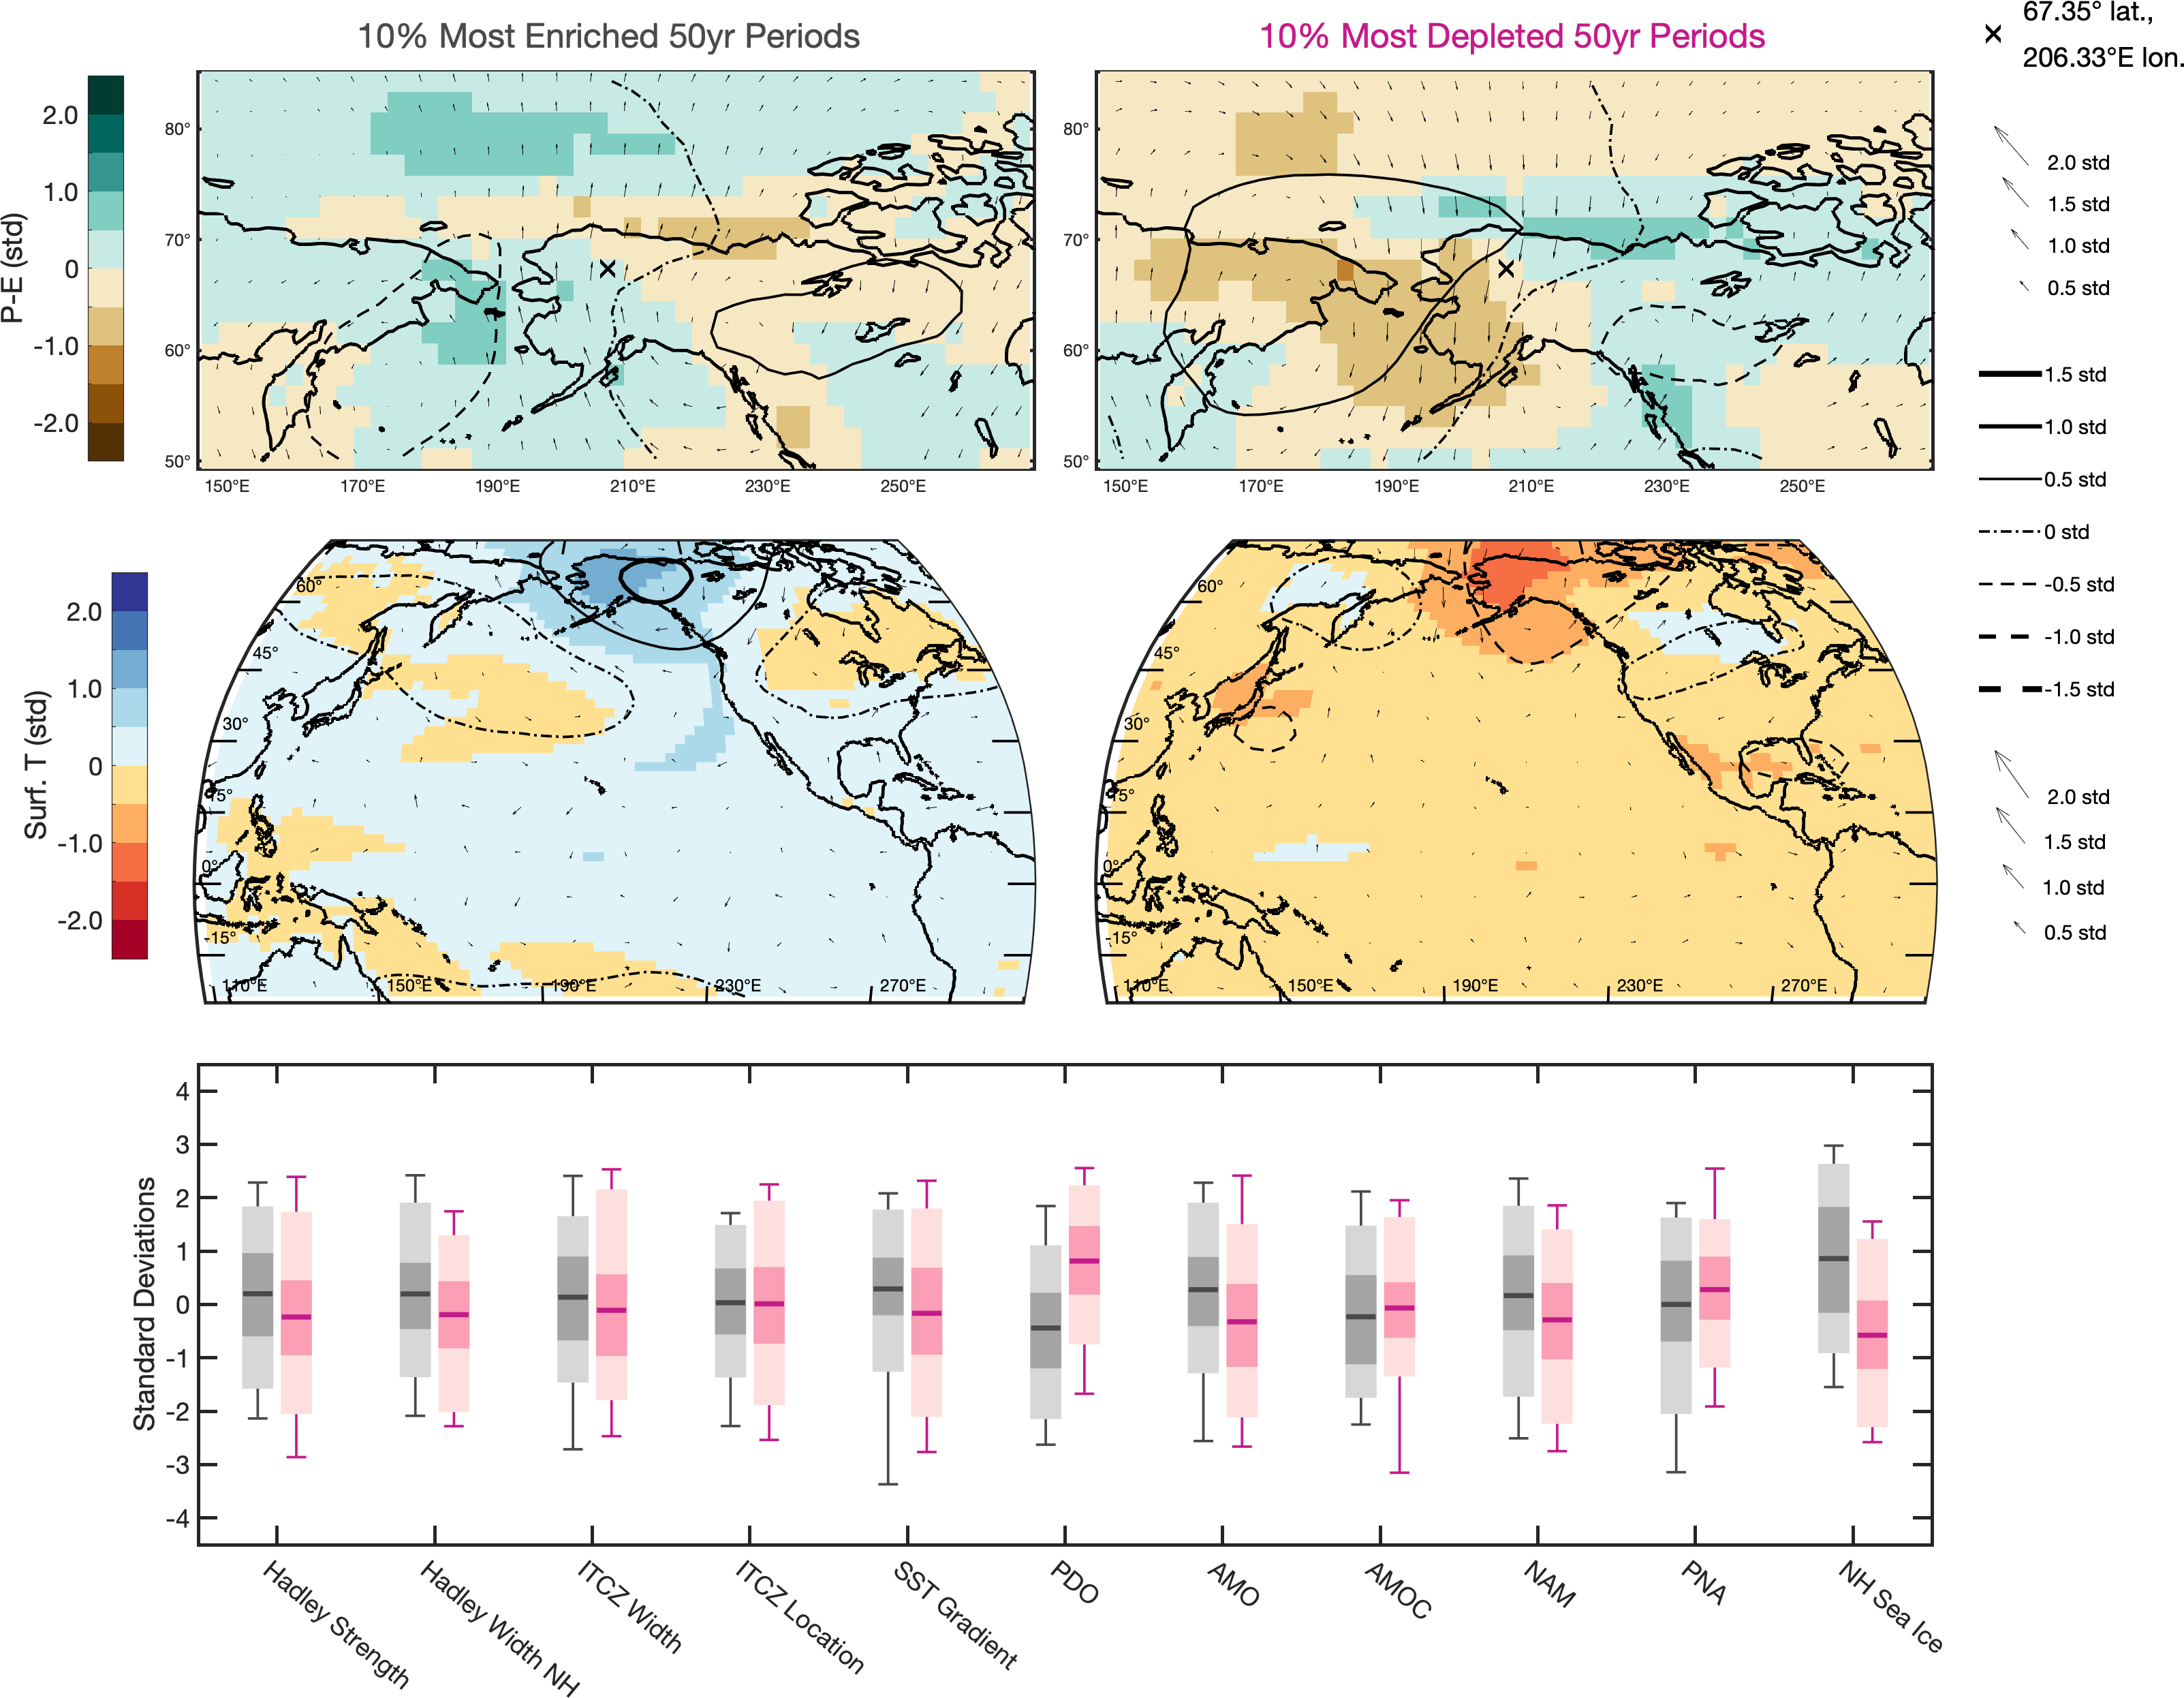 10% Most Enriched 50yr Periods
10% Most Depleted 50yr Periods
67.35° lat.,
206.33°E lon.
P-E (std)
2.0
1.0
0
-1.0
-2.0
80°
70°
60°
50°
150°E 170°E 190°E 210°E 230°E 250°E
80°
70°
60°
50°
150°E 170°E 190°E 210°E 230°E 250°E
2.0 std
1.5 std
1.0 std
0.5 std
1.5 std
1.0 std
0.5 std
0 std
-0.5 std
-1.0 std
-1.5 std
Surf. T (std)
2.0
1.0
0
-1.0
-2.0
60°
45°
30°
15°
0°
-15°
110°E 150°E 190°E 230°E 270°E
60°
45°
30°
15°
0°
-15°
110°E 150°E 190°E 230°E 270°E
2.0 std
1.5 std
1.0 std
0.5 std
Standard Deviations
4
3
2
1
0
-1
-2
-3
-4
Hadley Strength
Hadley Width NH
ITCZ Width
ITCZ Location
SST Gradient
PDO
AMO
AMOC
NAM
PNA
NH Sea Ice